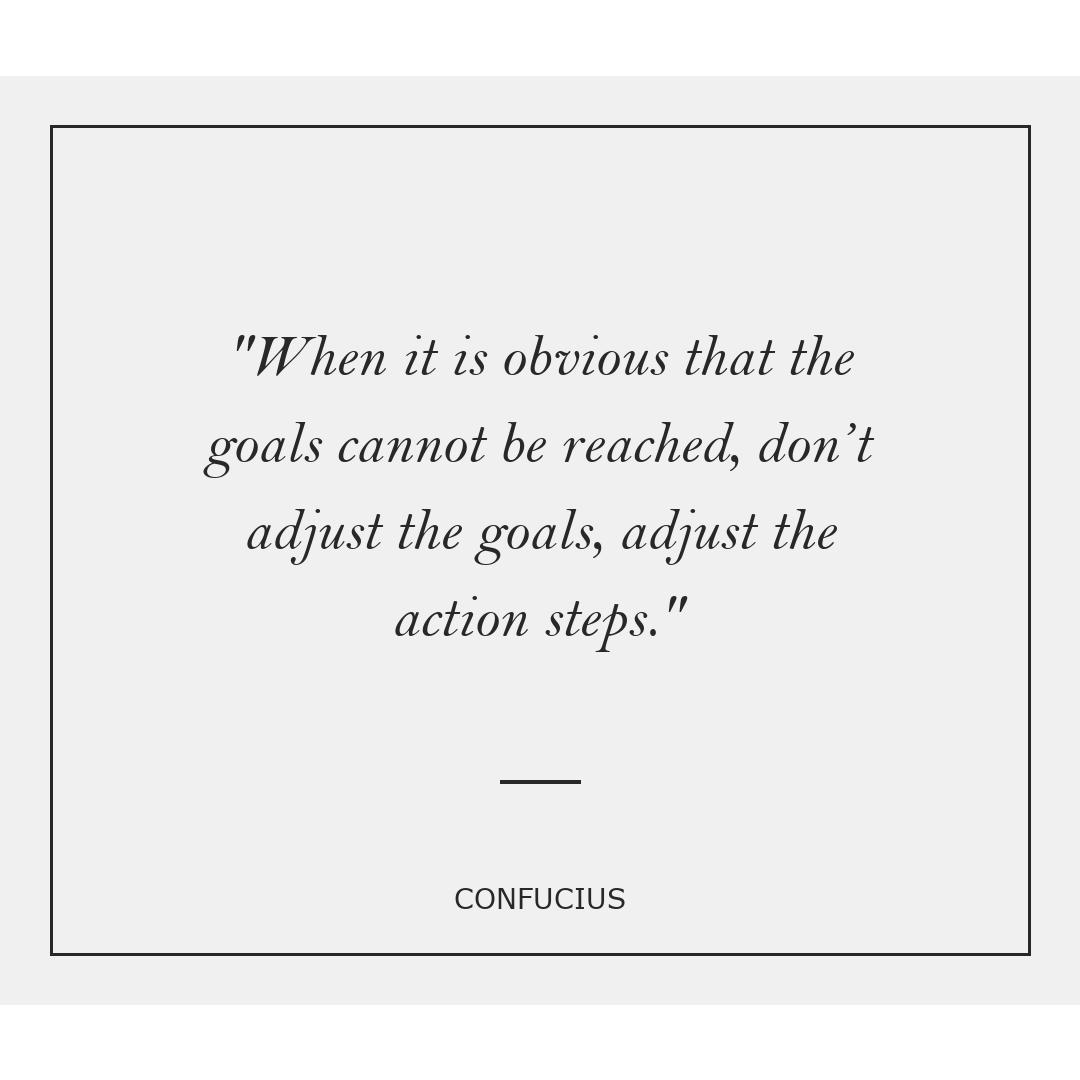 "When it is obvious that the
goals cannot be reached, don’t
adjust the goals, adjust the
action steps."
CONFUCIUS